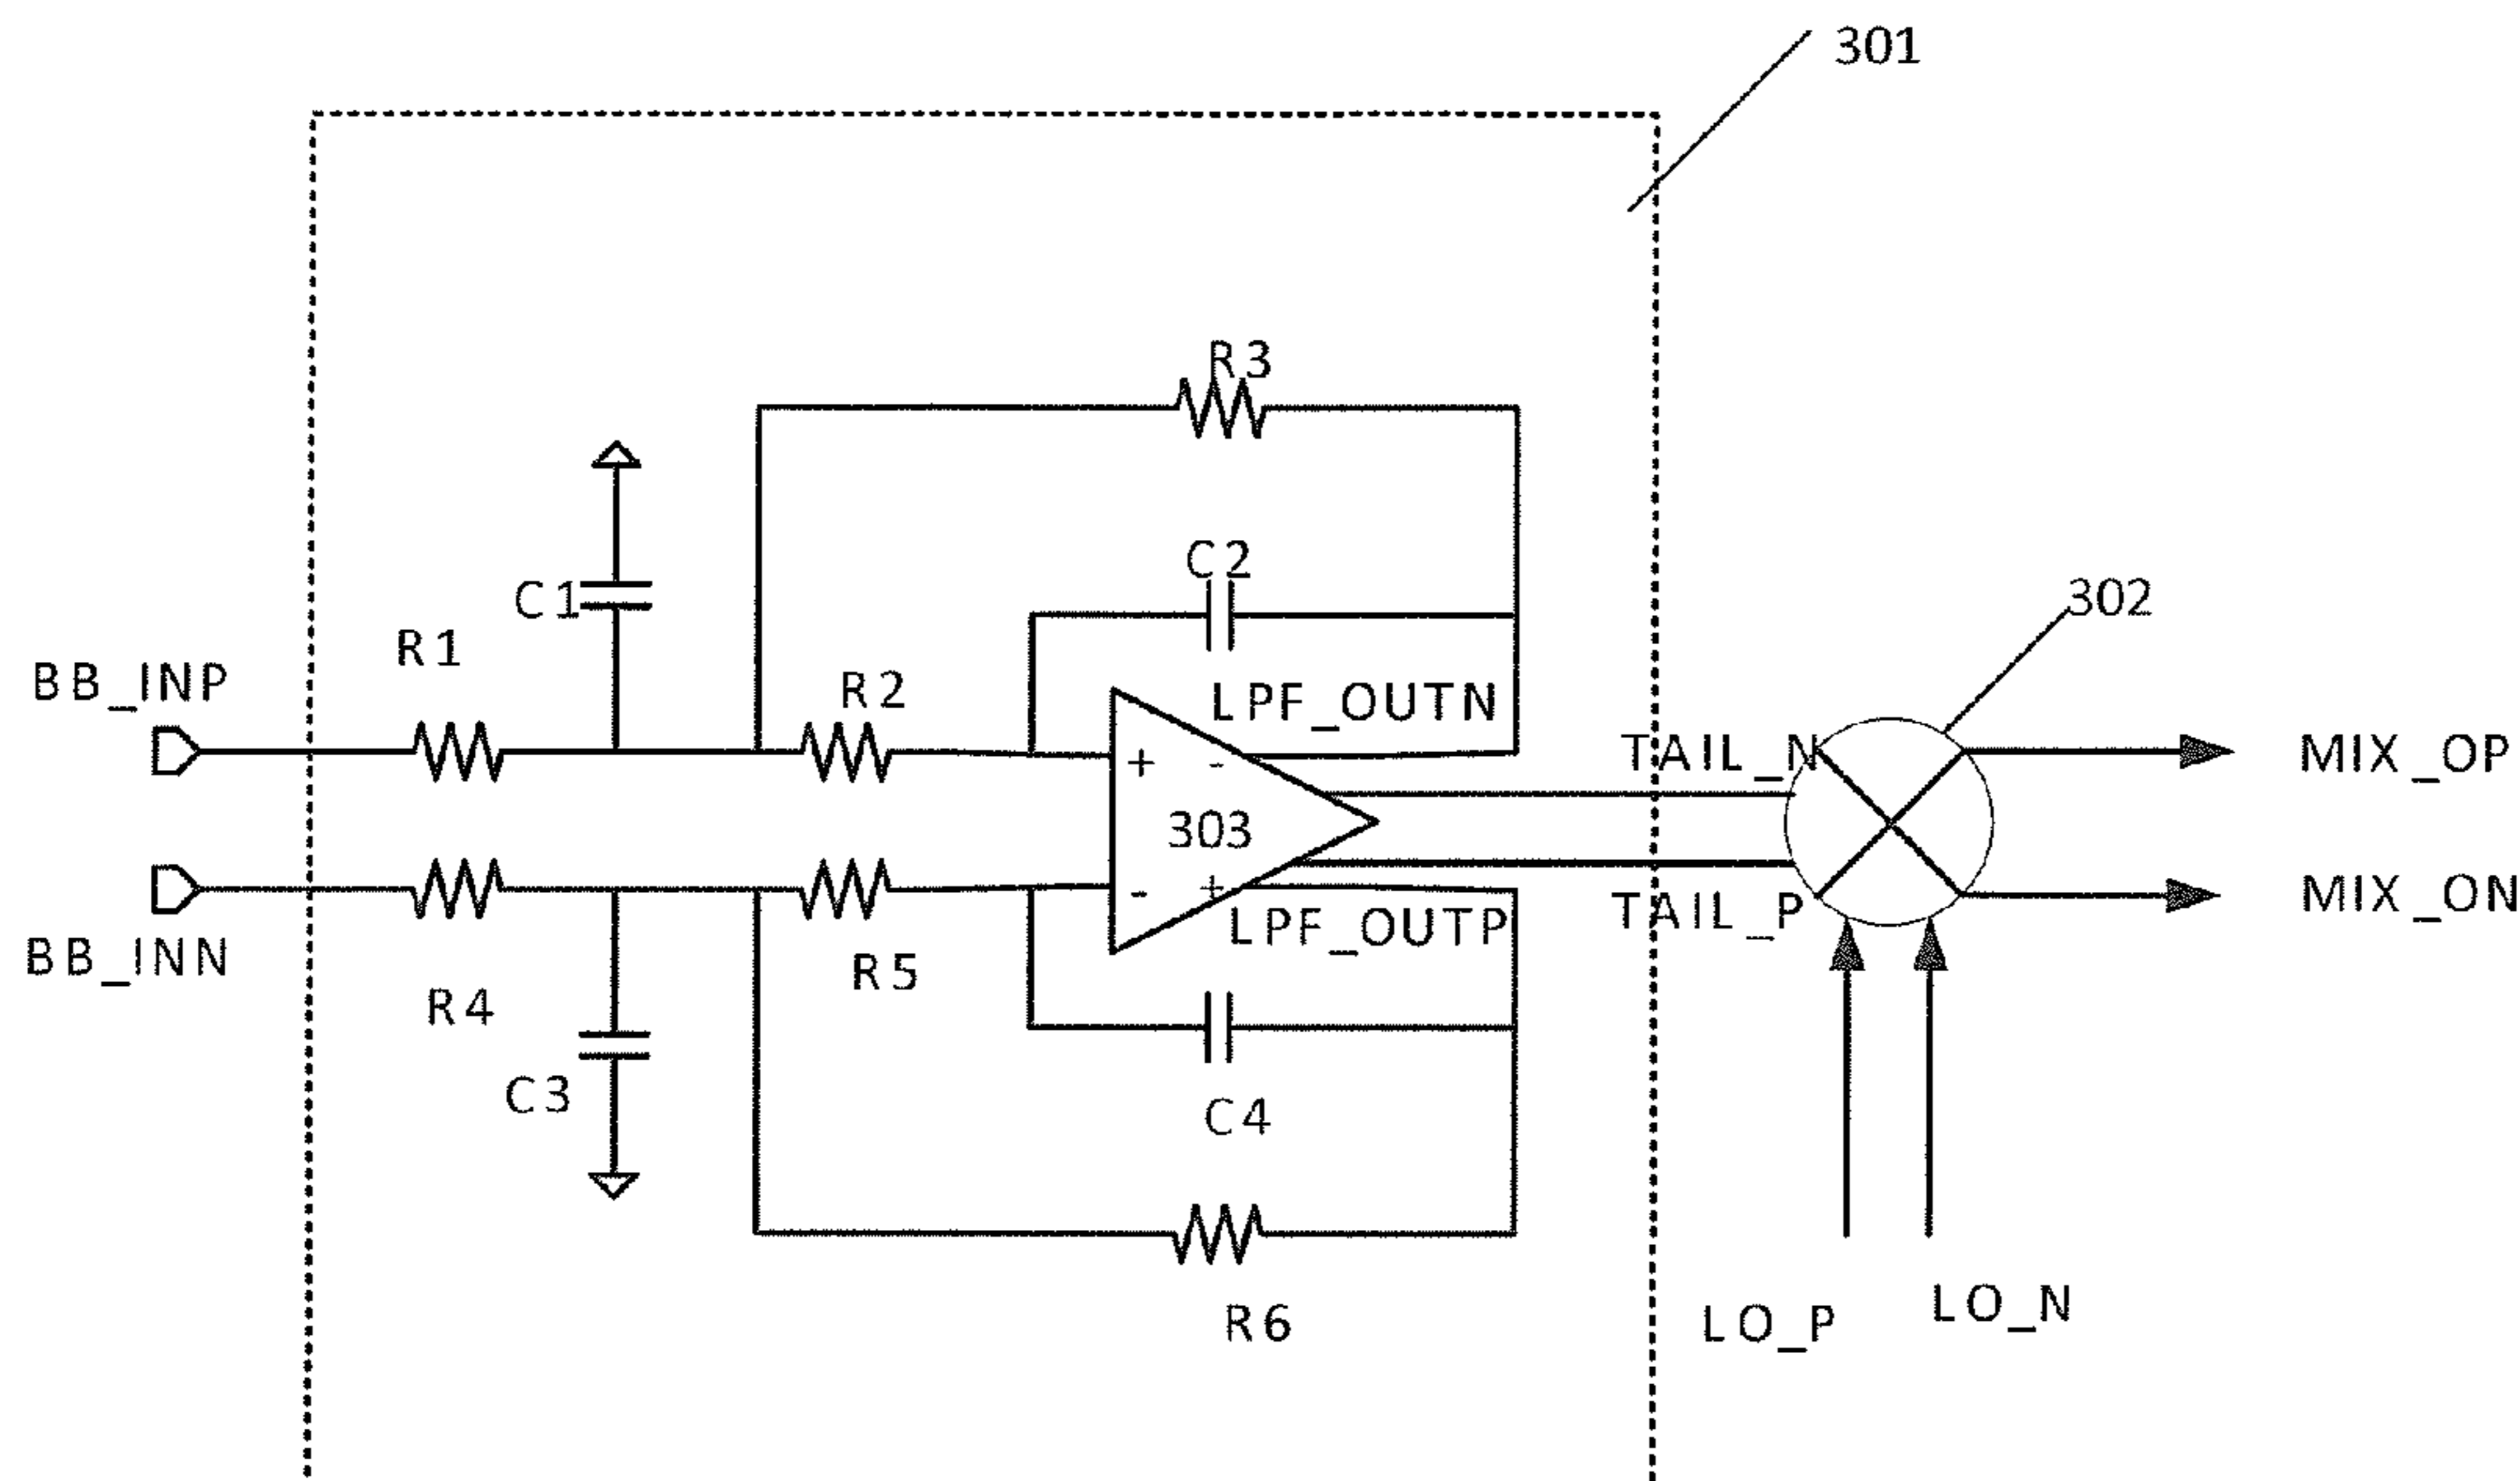 301
R3
C2
C1
302
R1
BB_INP
R2
LPF_OUTN
TAIL_N
MIX_OP
+
-
303
-
+
LPF_OUTP
TAIL_P
MIX_ON
BB_INN
R5
R4
C3
C4
LO_N
LO_P
R6